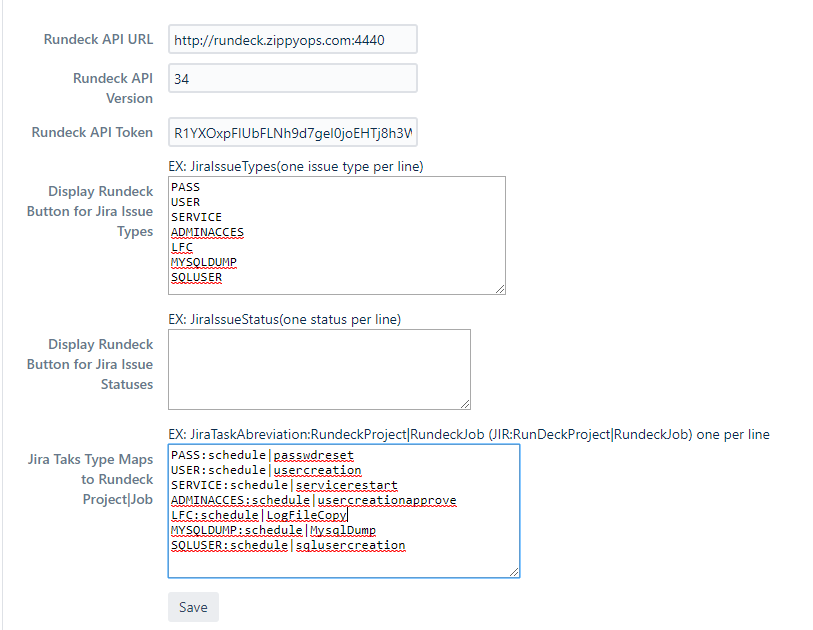 Rundeck API URL
http://rundeck.zippyops.com:4440
Rundeck API
Version
34
Rundeck API Token
R1YXOxpFlUbFLNh9d7gel0joEHTj8h3W
EX: JiraIssueTypes(one issue type per line)
Display Rundeck
Button for Jira Issue
Types
PASS
USER
SERVICE
ADMINACCES
LFC
MYSQLDUMP
SQLUSER
EX: JiraIssueStatus(one status per line)
Display Rundeck
Button for Jira Issue
Statuses
EX: JiraTaskAbreviation:RundeckProject|RundeckJob (JIR:RunDeckProject|RundeckJob) one per line
Jira Taks Type Maps
to Rundeck
Project|Job
PASS:schedule|passwdreset
USER:schedule|usercreation
SERVICE:schedule|servicerestart
ADMINACCES:schedule|usercreationapprove
LFC:schedule|LogFileCopy
MYSQLDUMP:schedule|MysqlDump
SQLUSER:schedule|sqlusercreation
Save